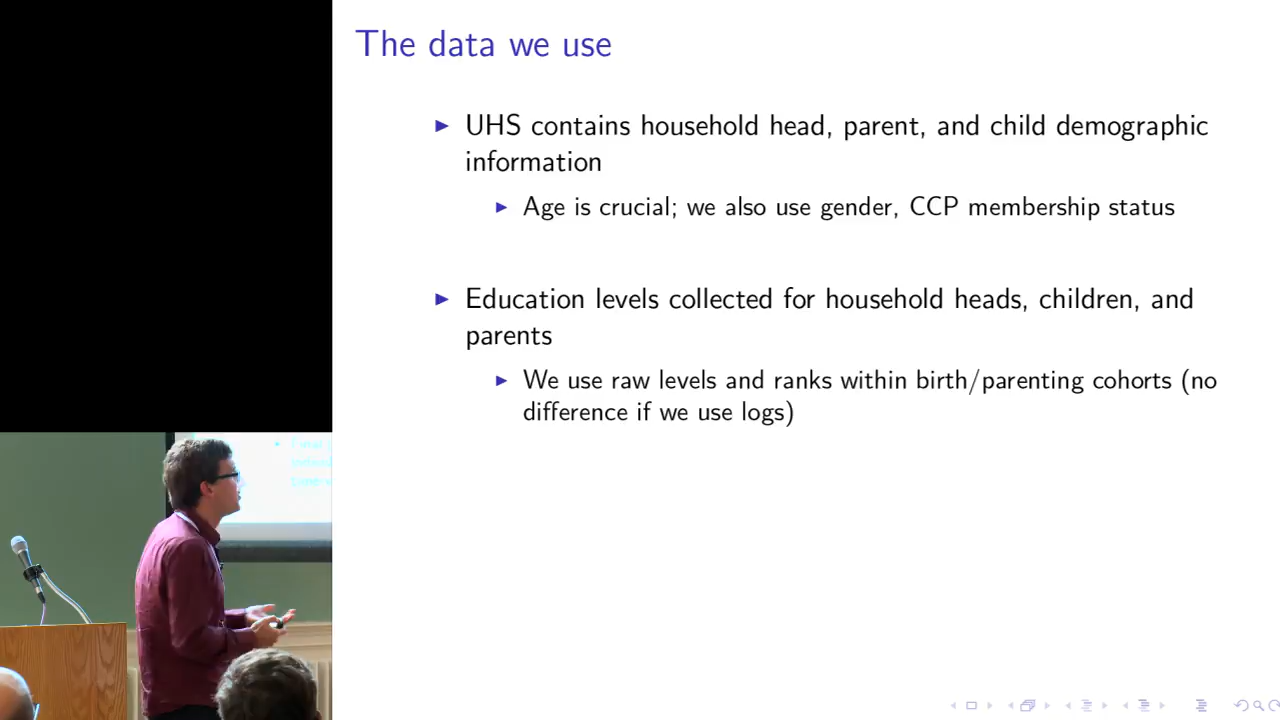 The data we use
UHS contains household head, parent, and child demographic
information
Age is crucial; we also use gender, CCP membership status
Education levels collected for household heads, children, and
parents
We use raw levels and ranks within birth/parenting cohorts (no
difference if we use logs)